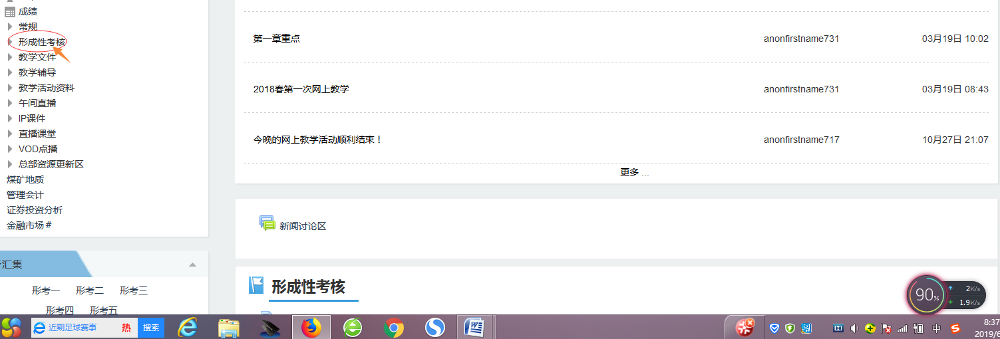 成绩
常规
形成性考核
教学文件
教学辅导
教学活动资料
午间直播
IP课件
直播课堂
VOD点播
总部资源更新区
煤矿地质
管理会计
证券投资分析
金融市场#
汇集
形考一 形考二 形考三
形考四 形考五
第一章重点 anonfirstname731 03月19日 10:02
2018春第一次网上教学 anonfirstname731 03月19日 08:43
今晚的网上教学活动顺利结束！ anonfirstname717 10月27日 21:07
更多 ...
新闻讨论区
形成性考核
90%
2K/s
1.9K/s
近期足球赛事 热 搜索
中
8:37
2019/6